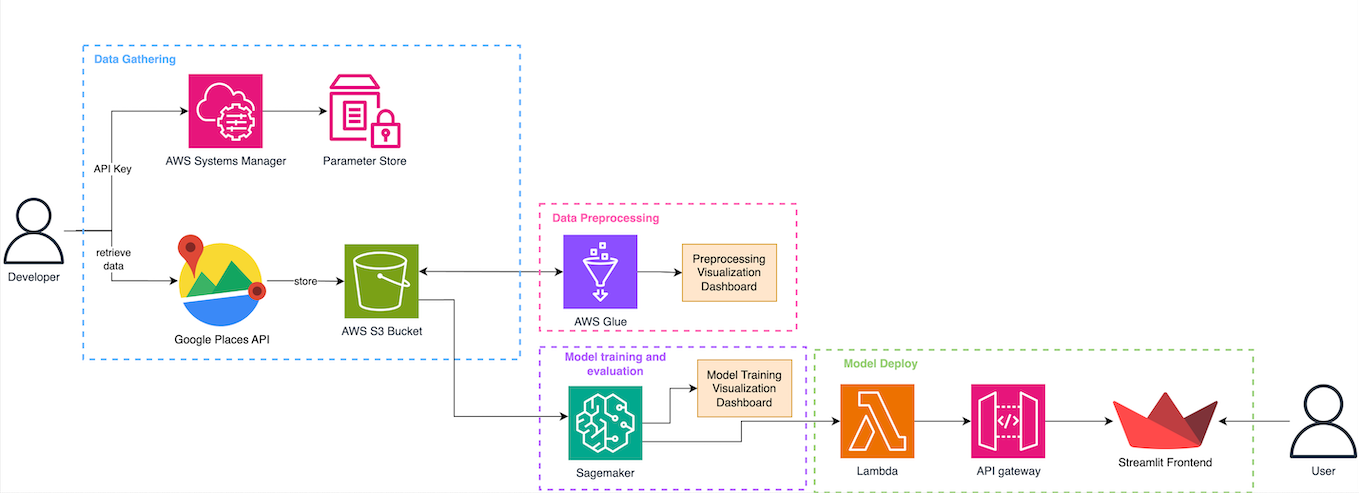 Data Gathering
AWS Systems Manager
Parameter Store
API Key
Developer
retrieve
data
Google Places API
store
AWS S3 Bucket
Data Preprocessing
AWS Glue
Preprocessing
Visualization
Dashboard
Model training and
evaluation
Sagemaker
Model Training
Visualization
Dashboard
Model Deploy
Lambda
API gateway
Streamlit Frontend
User